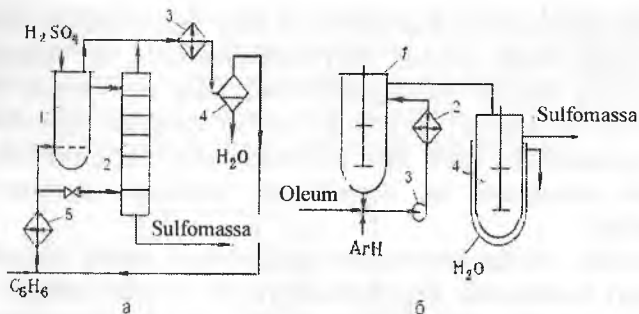 H₂SO₄
3
1
4
2
H₂O
Sulfomassa
5
C₆H₆
а
1
2
Sulfomassa
Oleum
3
4
ArH
H₂O
б